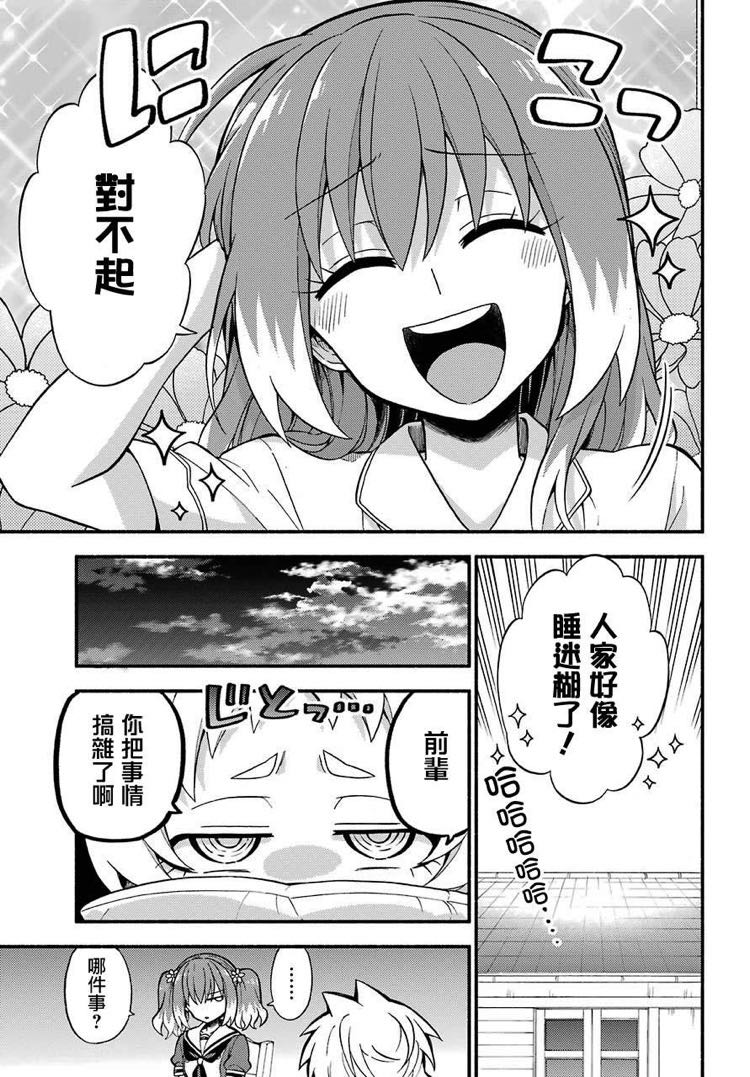 にこっ
對不起
人家好像
睡迷糊了！
哈哈哈哈哈哈…
じとっ…
前輩
你把事情
搞雜了啊
……
哪件事？